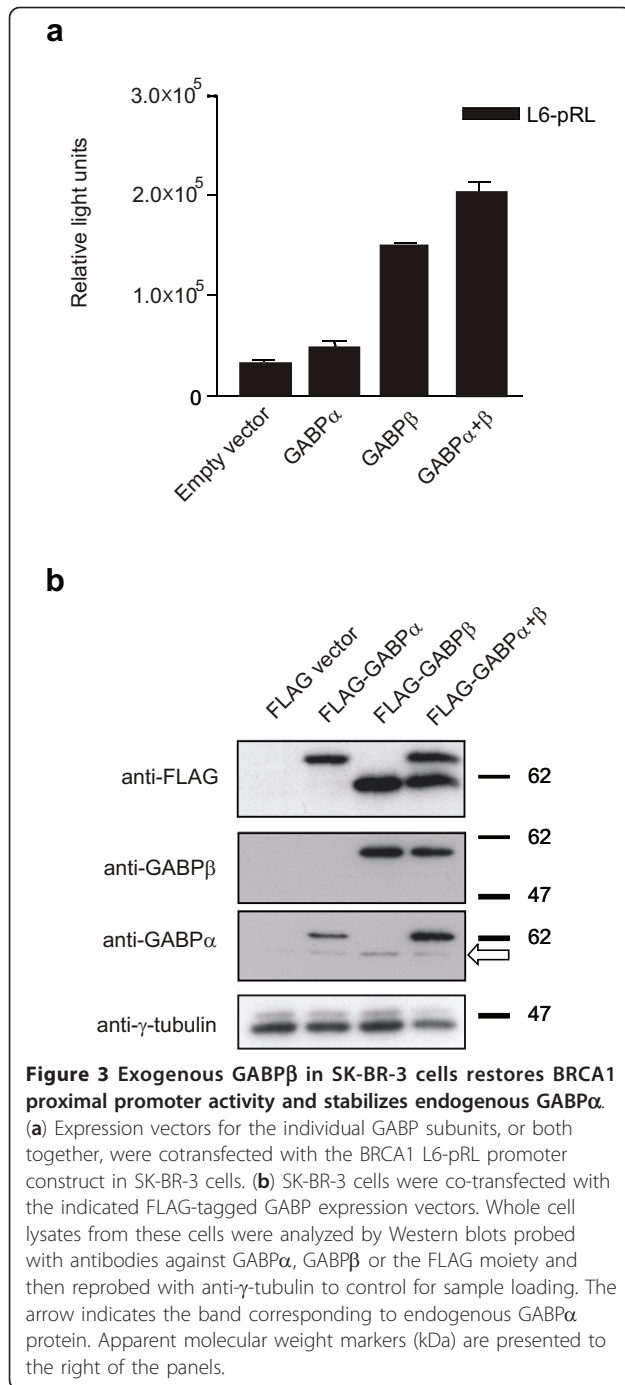 a
3.0×10⁵
2.0×10⁵
1.0×10⁵
0
Relative light units
L6-pRL
Empty vector
GABPα
GABPβ
GABPα+β
b
FLAG vector
FLAG-GABPα
FLAG-GABPβ
FLAG-GABPα+β
anti-FLAG
62
anti-GABPβ
62
47
anti-GABPα
62
anti-γ-tubulin
47
Figure 3 Exogenous GABPβ in SK-BR-3 cells restores BRCA1
proximal promoter activity and stabilizes endogenous GABPα.
(a) Expression vectors for the individual GABP subunits, or both
together, were cotransfected with the BRCA1 L6-pRL promoter
construct in SK-BR-3 cells. (b) SK-BR-3 cells were co-transfected with
the indicated FLAG-tagged GABP expression vectors. Whole cell
lysates from these cells were analyzed by Western blots probed
with antibodies against GABPα, GABPβ or the FLAG moiety and
then reprobed with anti-γ-tubulin to control for sample loading. The
arrow indicates the band corresponding to endogenous GABPα
protein. Apparent molecular weight markers (kDa) are presented to
the right of the panels.